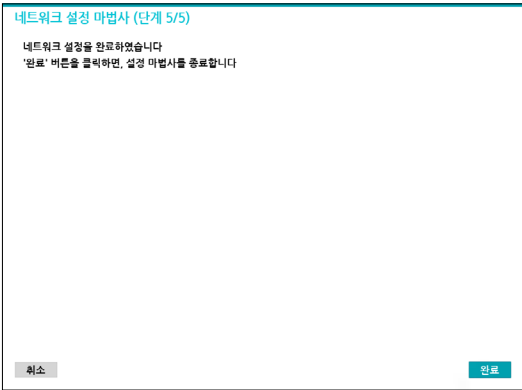 네트워크 설정 마법사 (단계 5/5)
네트워크 설정을 완료하였습니다
'완료' 버튼을 클릭하면, 설정 마법사를 종료합니다
취소
완료